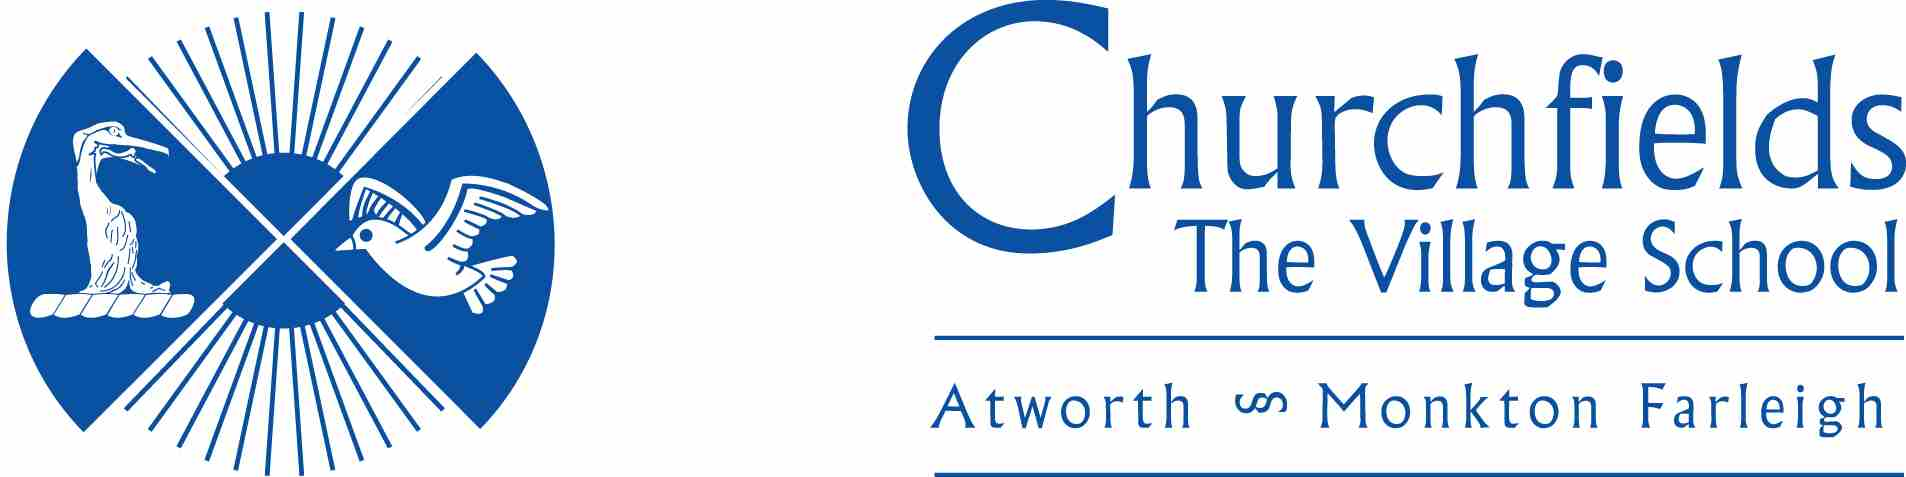 Churchfields
The Village School
Atworth § Monkton Farleigh